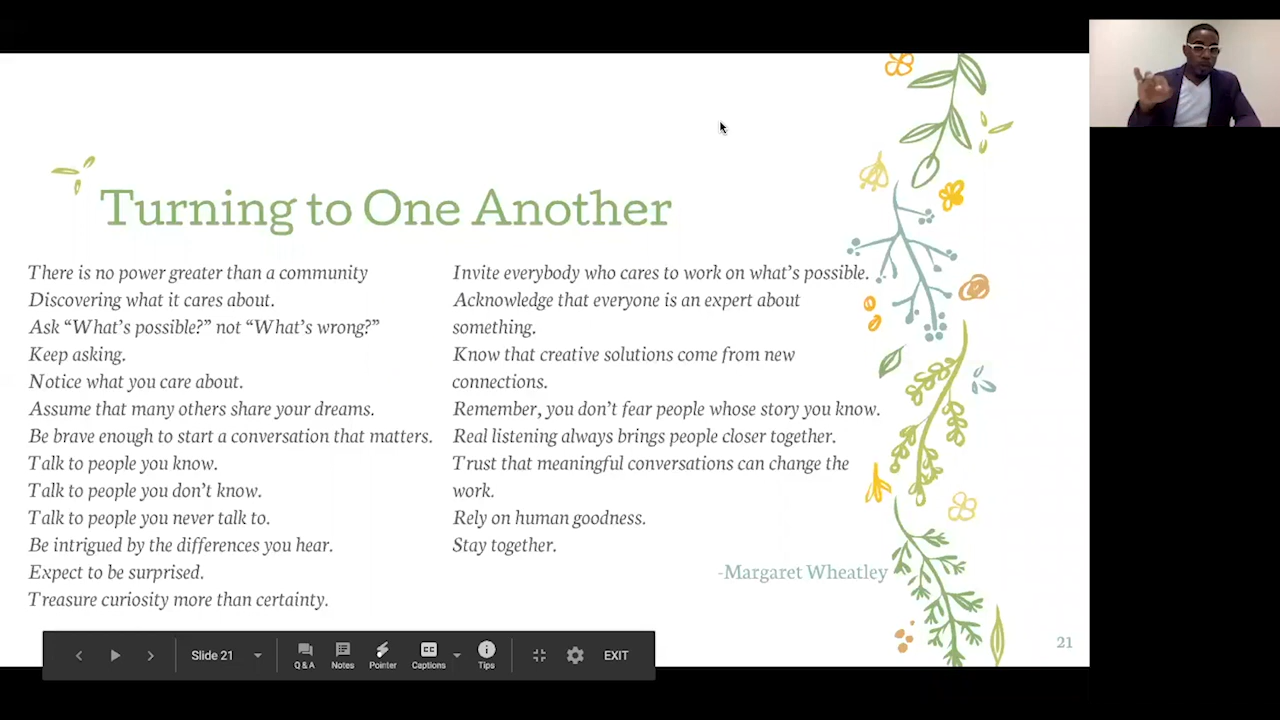 Turning to One Another
There is no power greater than a community
Discovering what it cares about.
Ask “What’s possible?” not “What’s wrong?”
Keep asking.
Notice what you care about.
Assume that many others share your dreams.
Be brave enough to start a conversation that matters.
Talk to people you know.
Talk to people you don’t know.
Talk to people you never talk to.
Be intrigued by the differences you hear.
Expect to be surprised.
Treasure curiosity more than certainty.
Invite everybody who cares to work on what’s possible.
Acknowledge that everyone is an expert about
something.
Know that creative solutions come from new
connections.
Remember, you don’t fear people whose story you know.
Real listening always brings people closer together.
Trust that meaningful conversations can change the
work.
Rely on human goodness.
Stay together.
-Margaret Wheatley
21
Slide 21
Q & A
Notes
Pointer
CC
Captions
Tips
EXIT